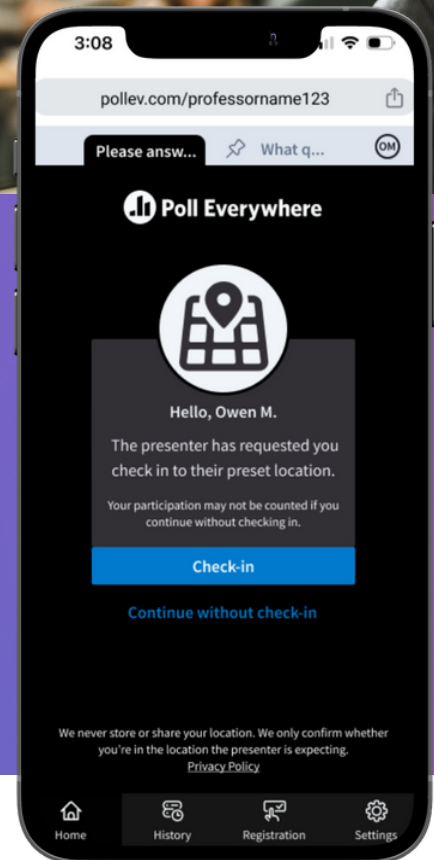 3:08
pollev.com/professorname123
Please answ...
What q...
OM
Poll Everywhere
Hello, Owen M.
The presenter has requested you
check in to their preset location.
Your participation may not be counted if you
continue without checking in.
Check-in
Continue without check-in
We never store or share your location. We only confirm whether
you're in the location the presenter is expecting.
Privacy Policy
Home
History
Registration
Settings